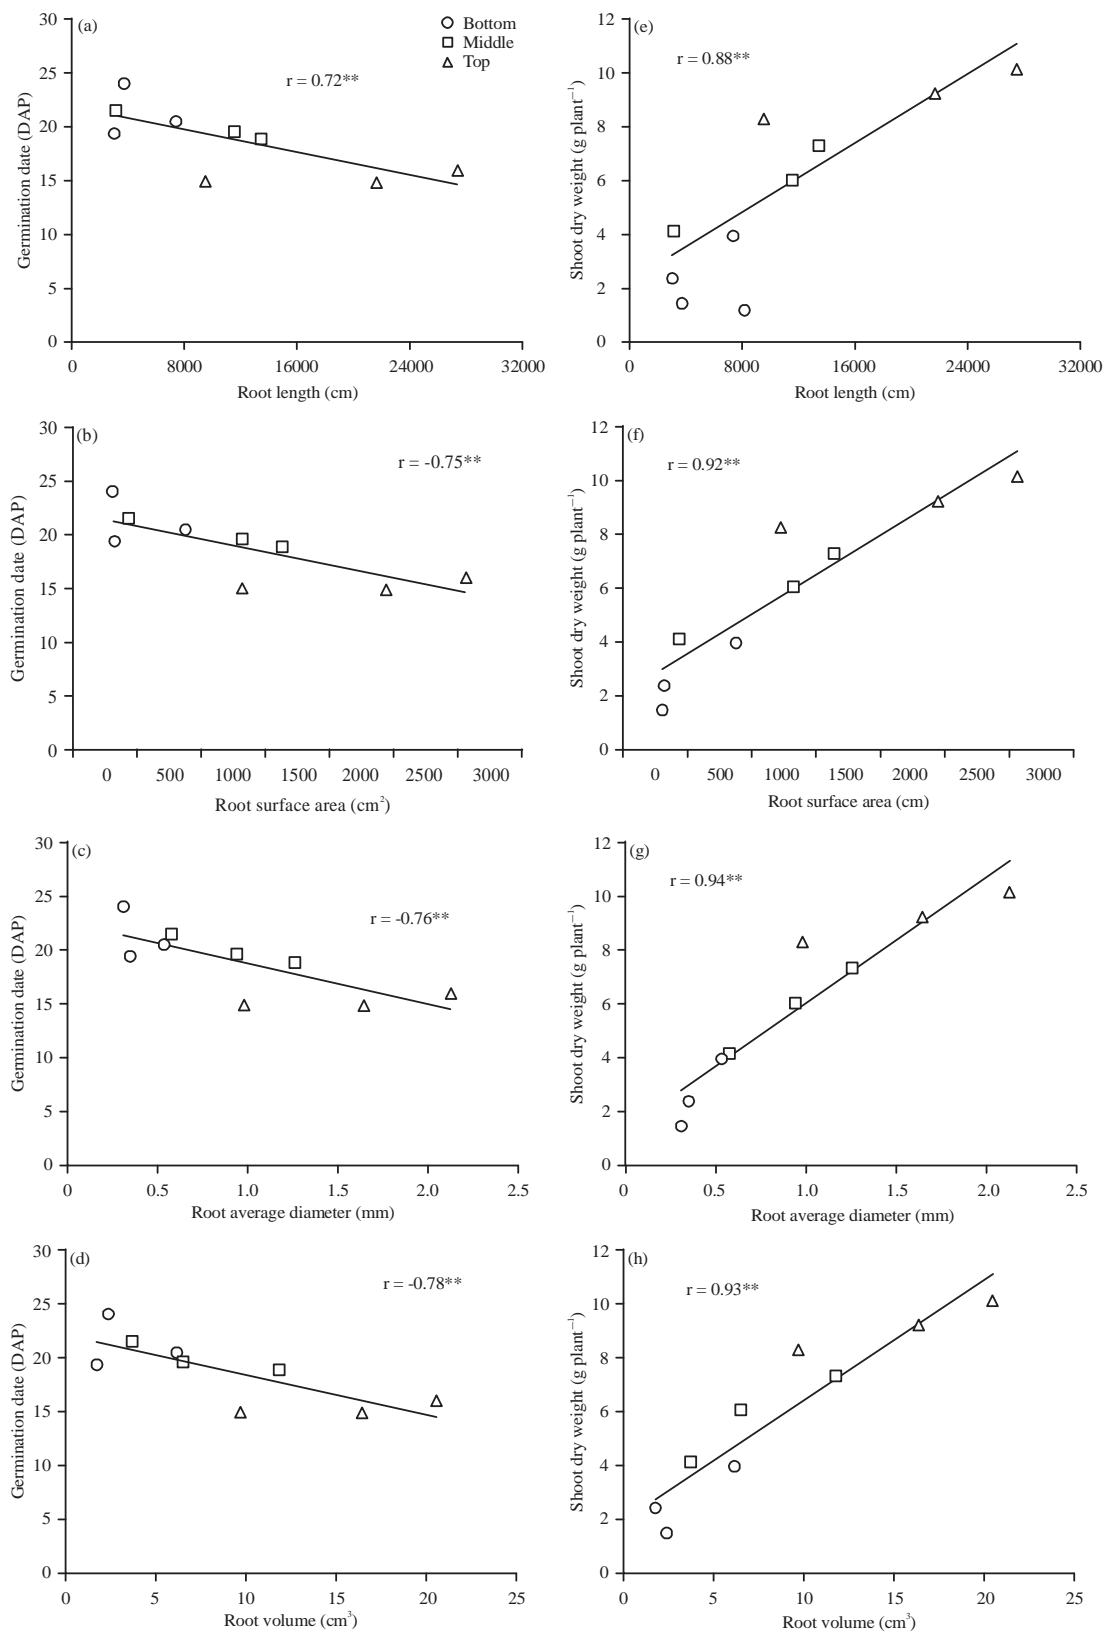 (a)
Bottom
Middle
Top
r = 0.72**
30
25
20
15
10
5
0
Germination date (DAP)
0 8000 16000 24000 32000
Root length (cm)
(e)
r = 0.88**
12
10
8
6
4
2
0
Shoot dry weight (g plant⁻¹)
0 8000 16000 24000 32000
Root length (cm)
(b)
r = -0.75**
30
25
20
15
10
5
0
Germination date (DAP)
0 500 1000 1500 2000 2500 3000
Root surface area (cm²)
(f)
r = 0.92**
12
10
8
6
4
2
0
Shoot dry weight (g plant⁻¹)
0 500 1000 1500 2000 2500 3000
Root surface area (cm)
(c)
r = -0.76**
30
25
20
15
10
5
0
Germination date (DAP)
0 0.5 1.0 1.5 2.0 2.5
Root average diameter (mm)
(g)
r = 0.94**
12
10
8
6
4
2
0
Shoot dry weight (g plant⁻¹)
0 0.5 1.0 1.5 2.0 2.5
Root average diameter (mm)
(d)
r = -0.78**
30
25
20
15
10
5
0
Germination date (DAP)
0 5 10 15 20 25
Root volume (cm³)
(h)
r = 0.93**
12
10
8
6
4
2
0
Shoot dry weight (g plant⁻¹)
0 5 10 15 20 25
Root volume (cm³)